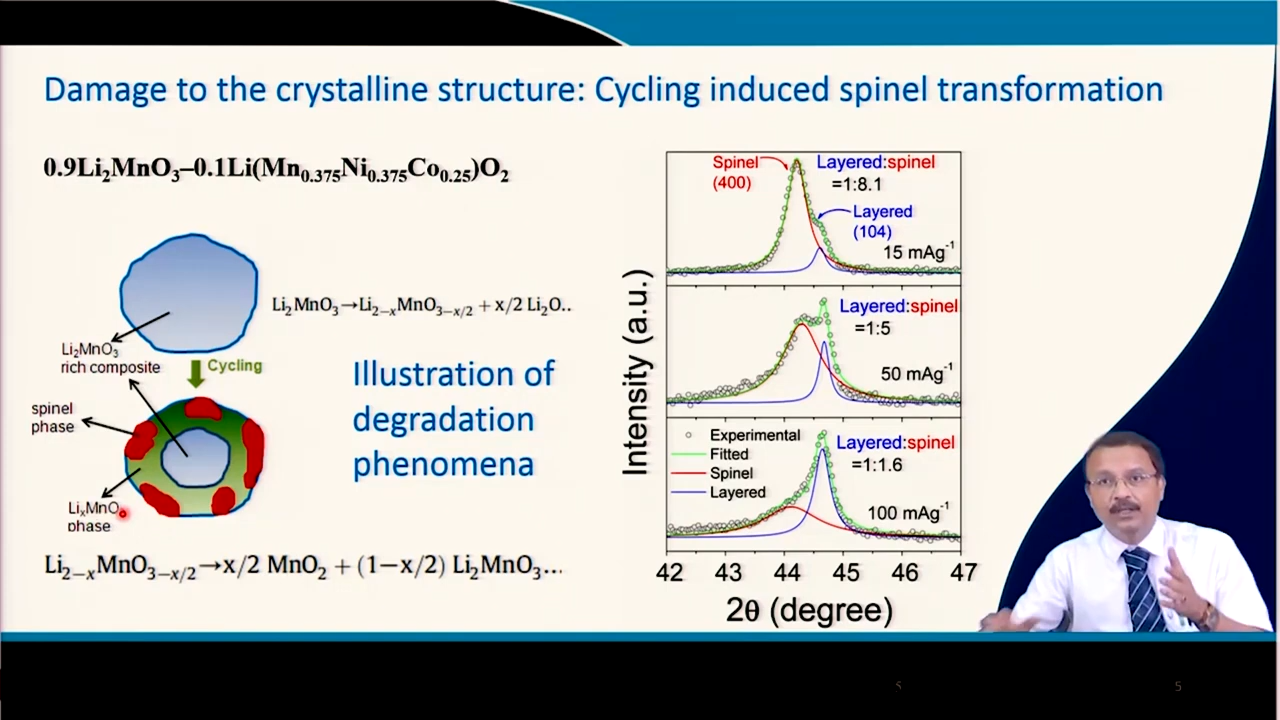 Damage to the crystalline structure: Cycling induced spinel transformation
0.9Li₂MnO₃–0.1Li(Mn₀.₃₇₅Ni₀.₃₇₅Co₀.₂₅)O₂
Li₂MnO₃→Li₂₋ₓMnO₃₋ₓ/₂ + x/2 Li₂O..
Li₂MnO₃
rich composite
Cycling
spinel
phase
LiₓMnO
phase
Illustration of
degradation
phenomena
Li₂₋ₓMnO₃₋ₓ/₂→x/2 MnO₂ + (1−x/2) Li₂MnO₃...
Spinel
(400)
Layered:spinel
=1:8.1
Layered
(104)
15 mAg⁻¹
Layered:spinel
=1:5
50 mAg⁻¹
Experimental
Fitted
Spinel
Layered
Layered:spinel
=1:1.6
100 mAg⁻¹
Intensity (a.u.)
42 43 44 45 46 47
2θ (degree)
5